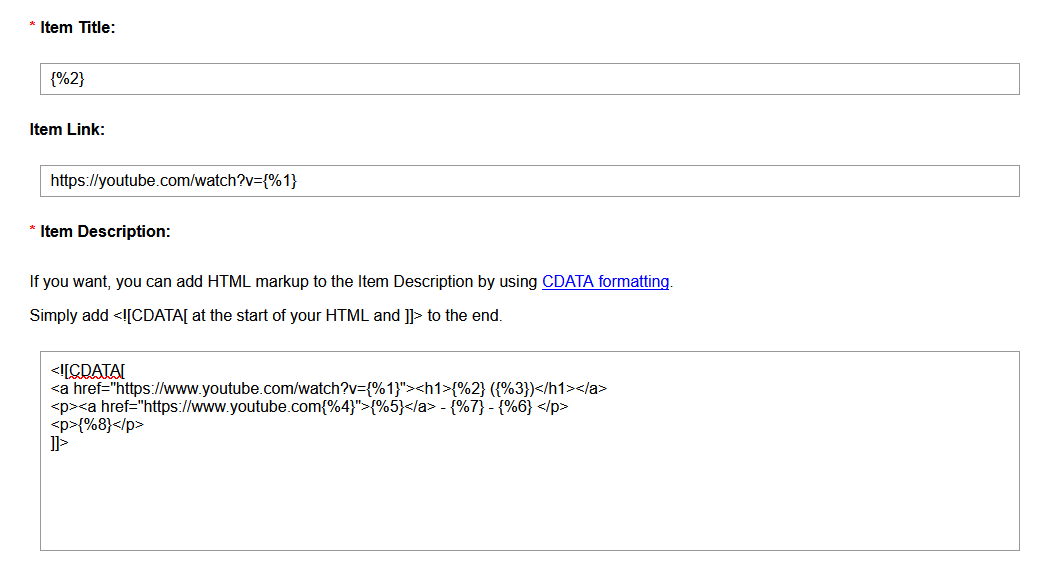 * Item Title:
{%2}
Item Link:
https://youtube.com/watch?v={%1}
* Item Description:
If you want, you can add HTML markup to the Item Description by using CDATA formatting.
Simply add <![CDATA[ at the start of your HTML and ]]> to the end.
<![CDATA[
<a href="https://www.youtube.com/watch?v={%1}"><h1>{%2} ({%3})</h1></a>
<p><a href="https://www.youtube.com{%4}">{%5}</a> - {%7} - {%6} </p>
<p>{%8}</p>
]]>